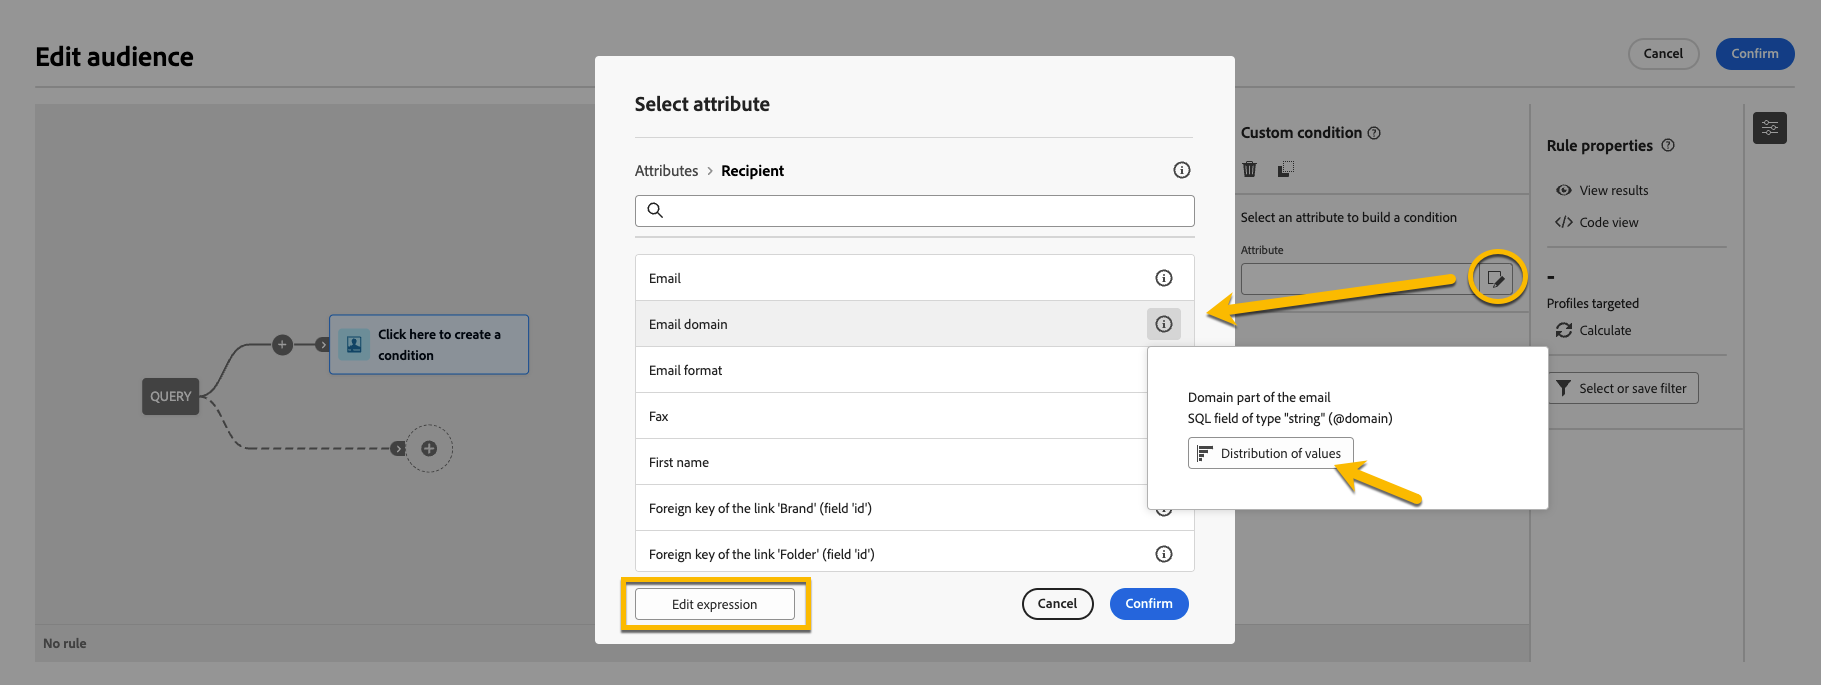 Edit audience
Cancel
Confirm
Select attribute
Attributes > Recipient
Email
Email domain
Email format
Fax
First name
Foreign key of the link 'Brand' (field 'id')
Foreign key of the link 'Folder' (field 'id')
Edit expression
Cancel
Confirm
QUERY
Click here to create a
condition
No rule
Custom condition
Select an attribute to build a condition
Attribute
Domain part of the email
SQL field of type "string" (@domain)
Distribution of values
Rule properties
View results
Code view
-
Profiles targeted
Calculate
Select or save filter